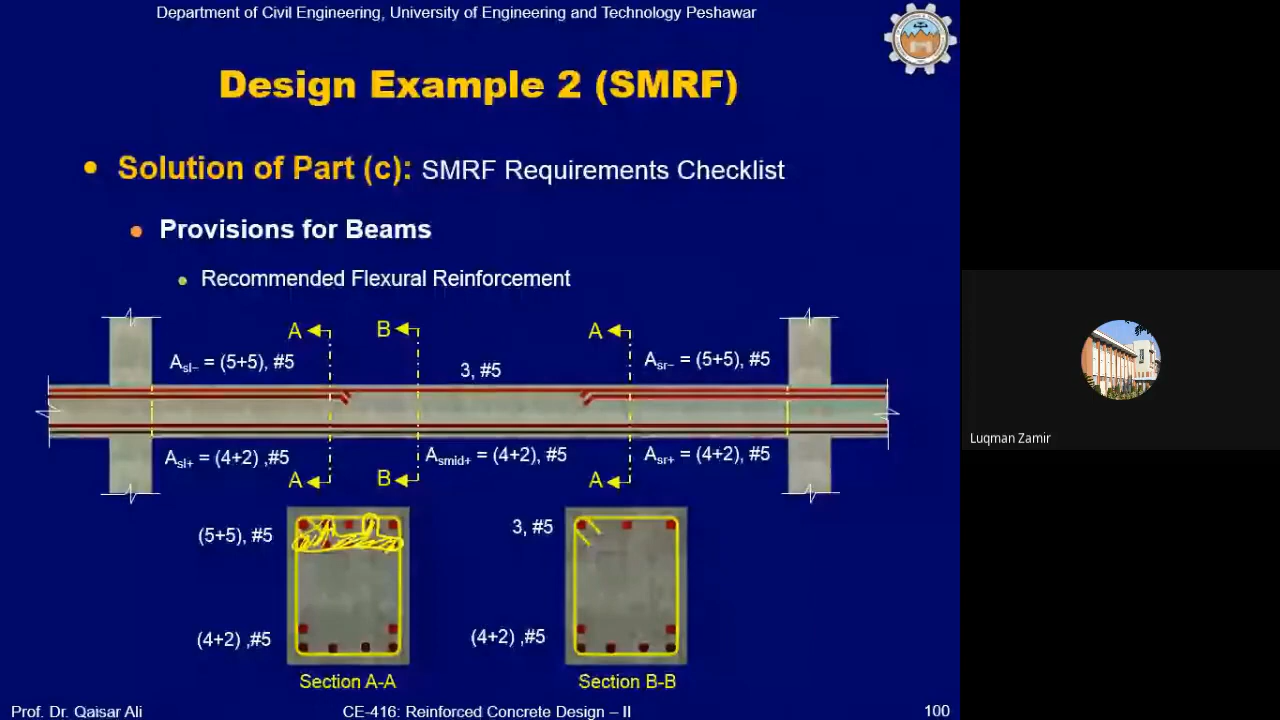 Department of Civil Engineering, University of Engineering and Technology Peshawar
Design Example 2 (SMRF)
• Solution of Part (c): SMRF Requirements Checklist
• Provisions for Beams
• Recommended Flexural Reinforcement
A B A
Asl– = (5+5), #5 3, #5 Asr– = (5+5), #5
Asl+ = (4+2) ,#5 Asmid+ = (4+2), #5 Asr+ = (4+2), #5
A B A
(5+5), #5 3, #5
(4+2) ,#5 (4+2) ,#5
Section A-A Section B-B
Prof. Dr. Qaisar Ali CE-416: Reinforced Concrete Design – II 100
Luqman Zamir